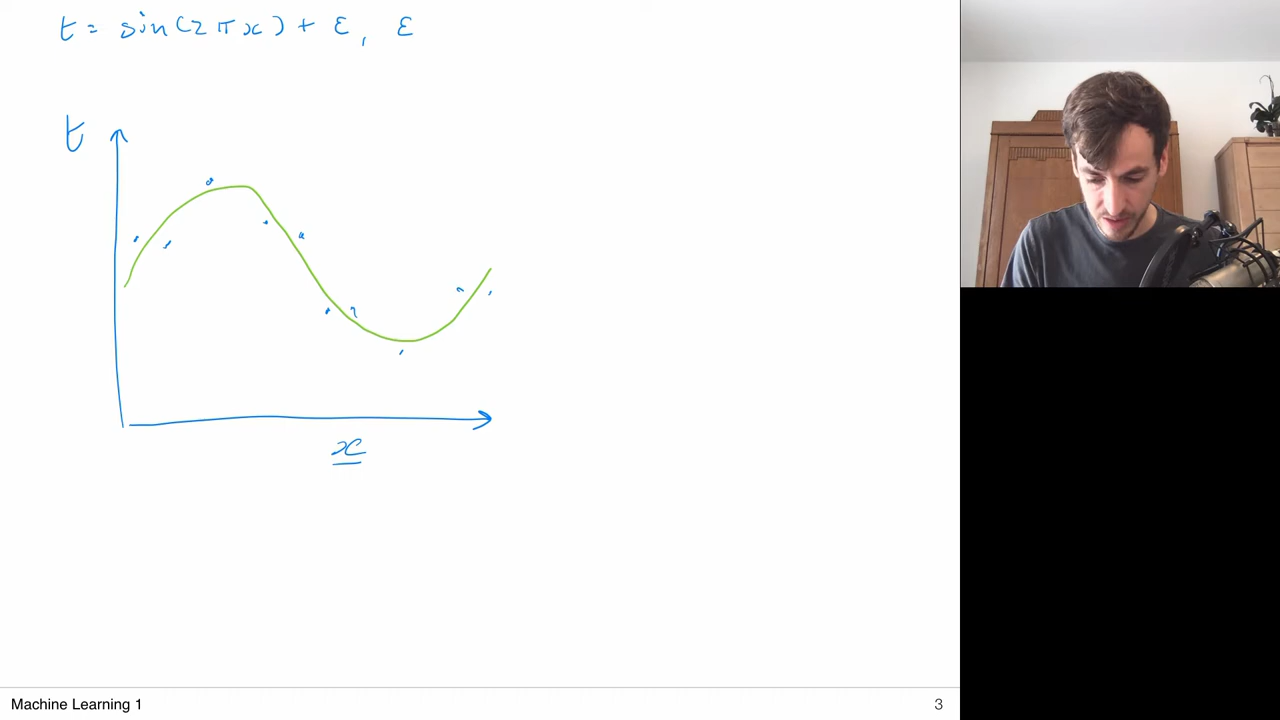 t = sin(2πx) + ε, ε
t
x
Machine Learning 1
3